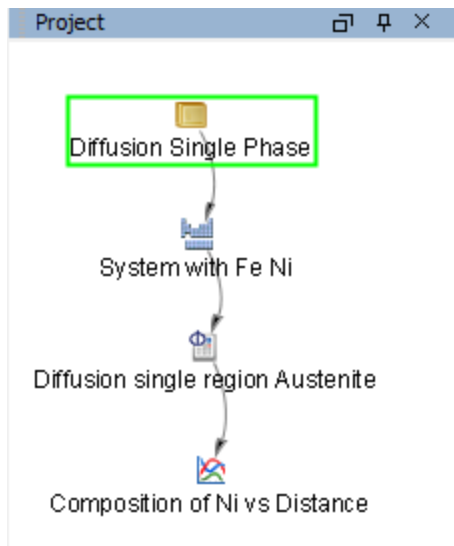 Project
Diffusion Single Phase
System with Fe Ni
Diffusion single region Austenite
Composition of Ni vs Distance